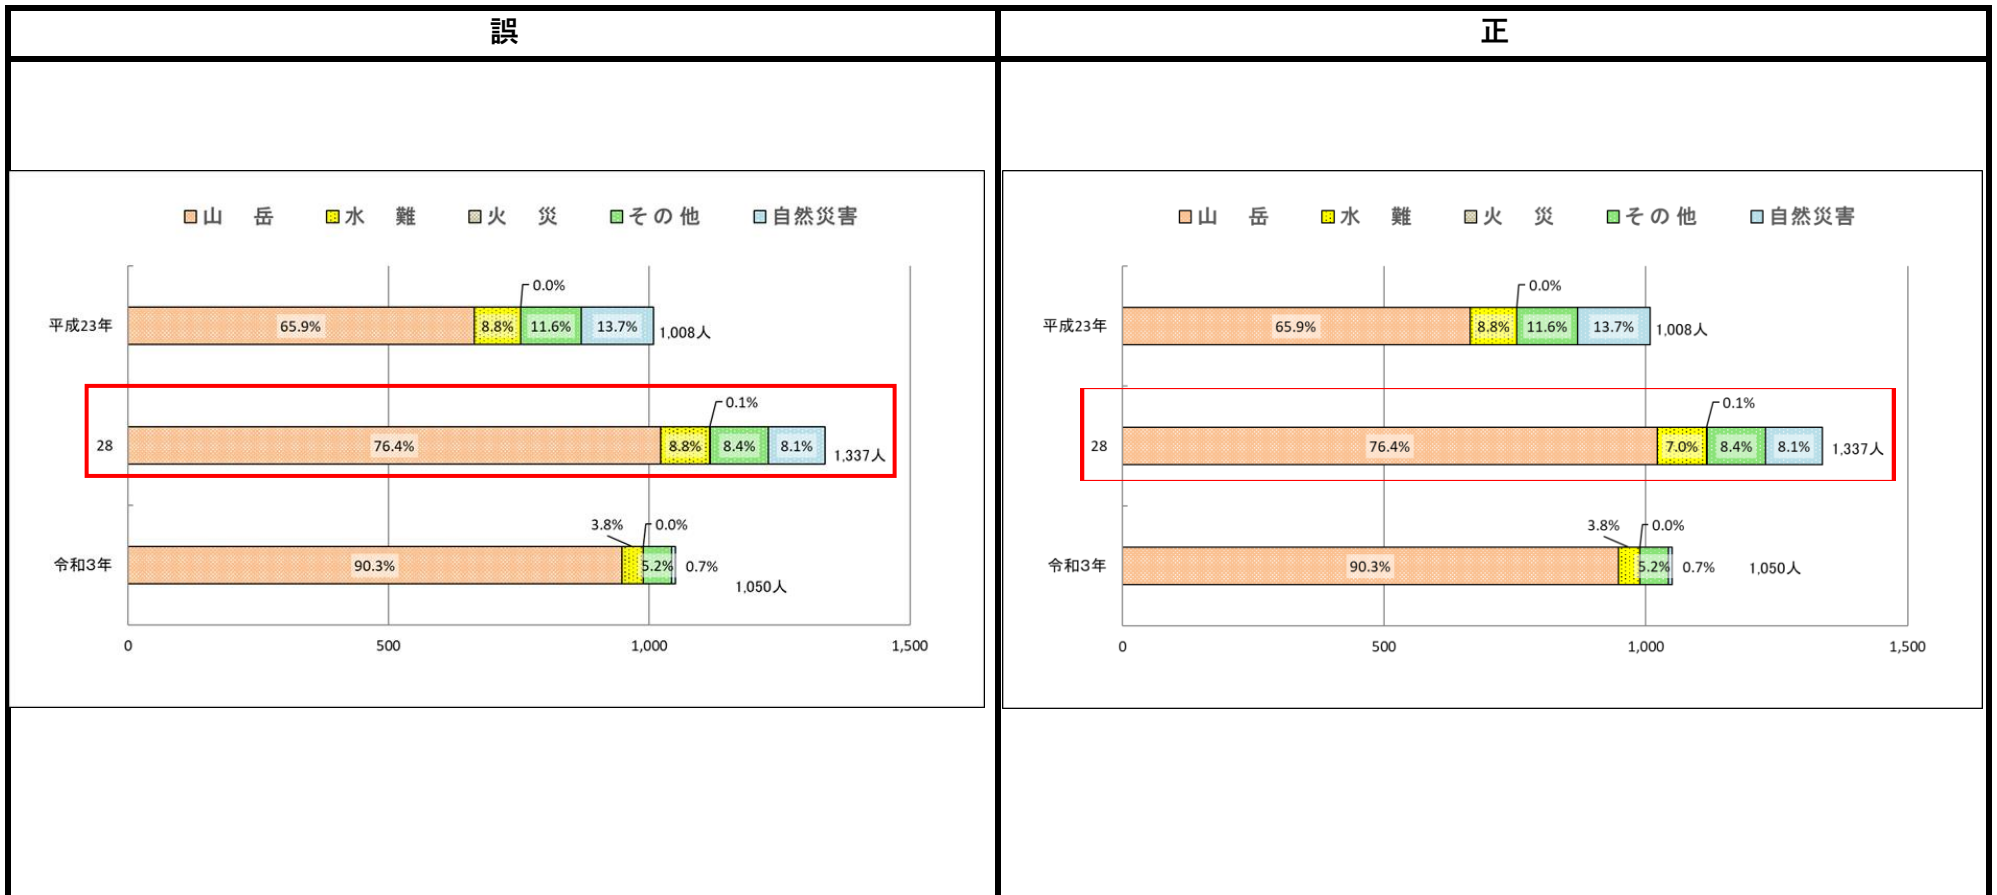 誤
正
山 岳 水 難 火 災 その他 自然災害
0.0%
平成23年 65.9% 8.8% 11.6% 13.7% 1,008人
0.1%
28 76.4% 8.8% 8.4% 8.1% 1,337人
3.8% 0.0%
令和3年 90.3% 5.2% 0.7%
1,050人
0 500 1,000 1,500
山 岳 水 難 火 災 その他 自然災害
0.0%
平成23年 65.9% 8.8% 11.6% 13.7% 1,008人
0.1%
28 76.4% 7.0% 8.4% 8.1% 1,337人
3.8% 0.0%
令和3年 90.3% 5.2% 0.7% 1,050人
0 500 1,000 1,500